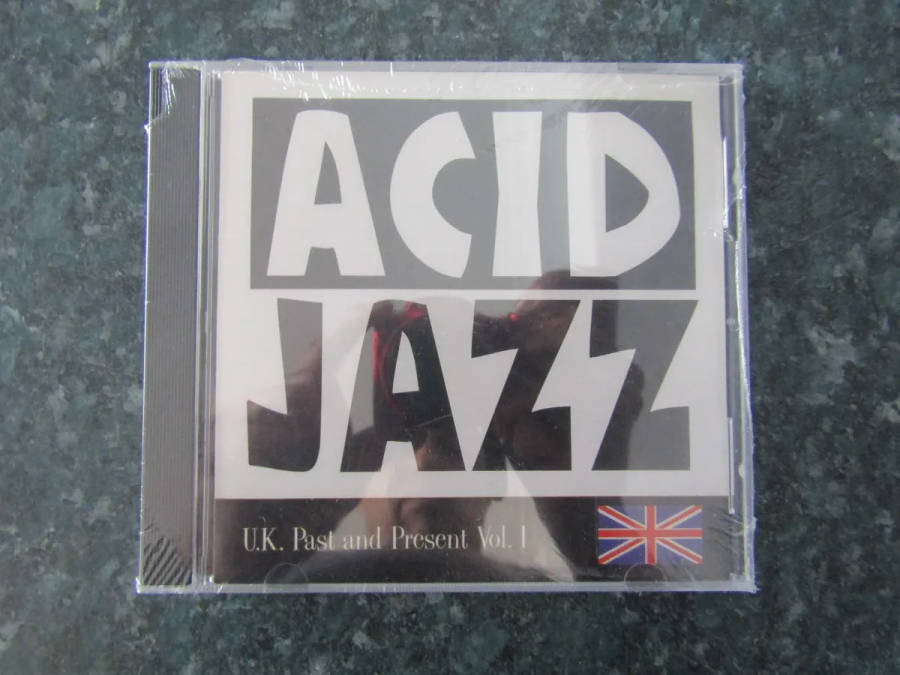 ACID
JAZZ
U.K. Past and Present Vol. 1